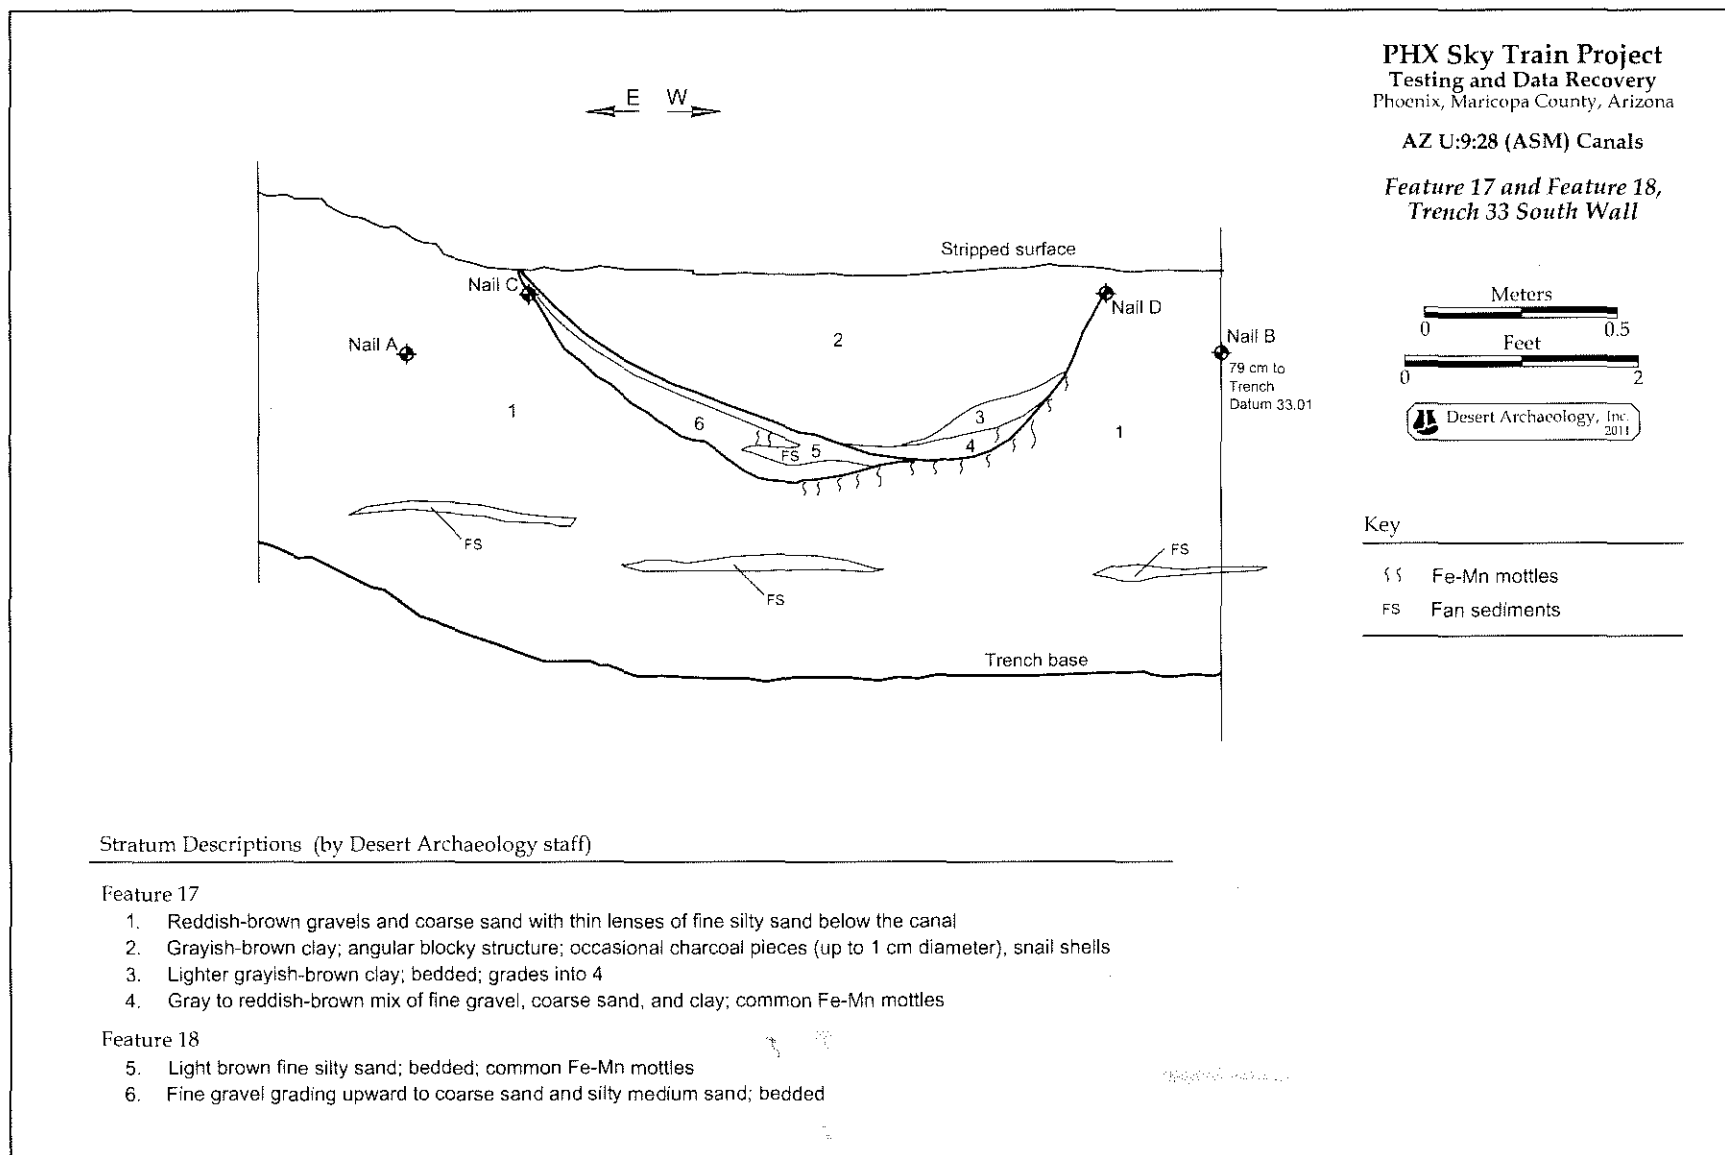 PHX Sky Train Project
Testing and Data Recovery
Phoenix, Maricopa County, Arizona
AZ U:9:28 (ASM) Canals
Feature 17 and Feature 18,
Trench 33 South Wall
E W
Stripped surface
Nail C
Nail D
Nail A
Nail B
79 cm to
Trench
Datum 33.01
2
1
6
5
FS
3
4
1
FS
FS
FS
Trench base
Meters
0 0.5
Feet
0 2
Desert Archaeology, Inc.
2011
Key
Fe-Mn mottles
FS Fan sediments
Stratum Descriptions (by Desert Archaeology staff)
Feature 17
1. Reddish-brown gravels and coarse sand with thin lenses of fine silty sand below the canal
2. Grayish-brown clay; angular blocky structure; occasional charcoal pieces (up to 1 cm diameter), snail shells
3. Lighter grayish-brown clay; bedded; grades into 4
4. Gray to reddish-brown mix of fine gravel, coarse sand, and clay; common Fe-Mn mottles
Feature 18
5. Light brown fine silty sand; bedded; common Fe-Mn mottles
6. Fine gravel grading upward to coarse sand and silty medium sand; bedded